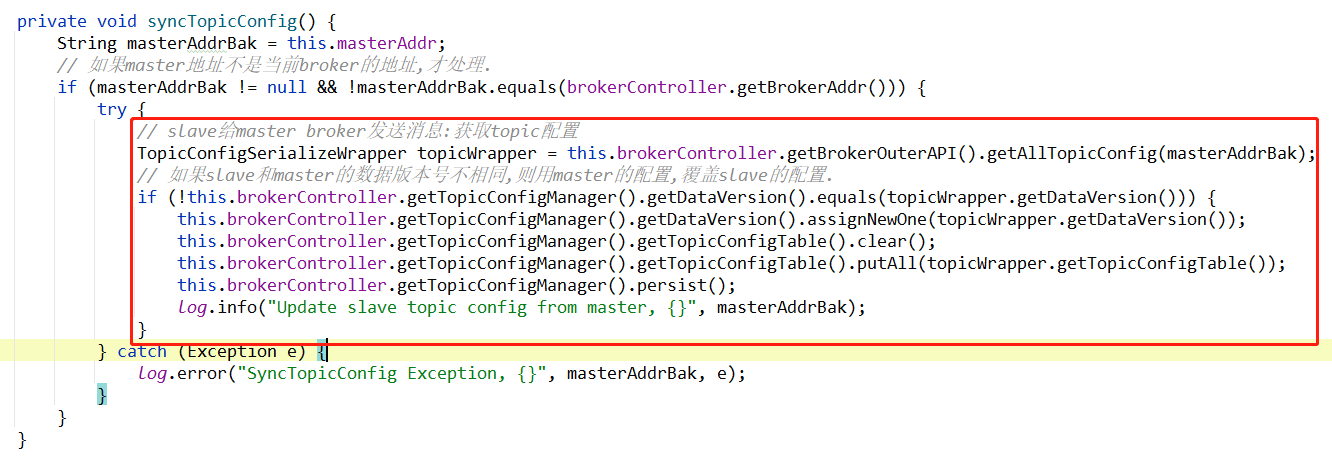 private void syncTopicConfig() {
String masterAddrBak = this.masterAddr;
// 如果master地址不是当前broker的地址,才处理.
if (masterAddrBak != null && !masterAddrBak.equals(brokerController.getBrokerAddr())) {
try {
// slave给master broker发送消息:获取topic配置
TopicConfigSerializeWrapper topicWrapper = this.brokerController.getBrokerOuterAPI().getAllTopicConfig(masterAddrBak);
// 如果slave和master的数据版本号不相同,则用master的配置,覆盖slave的配置.
if (!this.brokerController.getTopicConfigManager().getDataVersion().equals(topicWrapper.getDataVersion())) {
this.brokerController.getTopicConfigManager().getDataVersion().assignNewOne(topicWrapper.getDataVersion());
this.brokerController.getTopicConfigManager().getTopicConfigTable().clear();
this.brokerController.getTopicConfigManager().getTopicConfigTable().putAll(topicWrapper.getTopicConfigTable());
this.brokerController.getTopicConfigManager().persist();
log.info("Update slave topic config from master, {}", masterAddrBak);
}
} catch (Exception e) {
log.error("SyncTopicConfig Exception, {}", masterAddrBak, e);
}
}
}